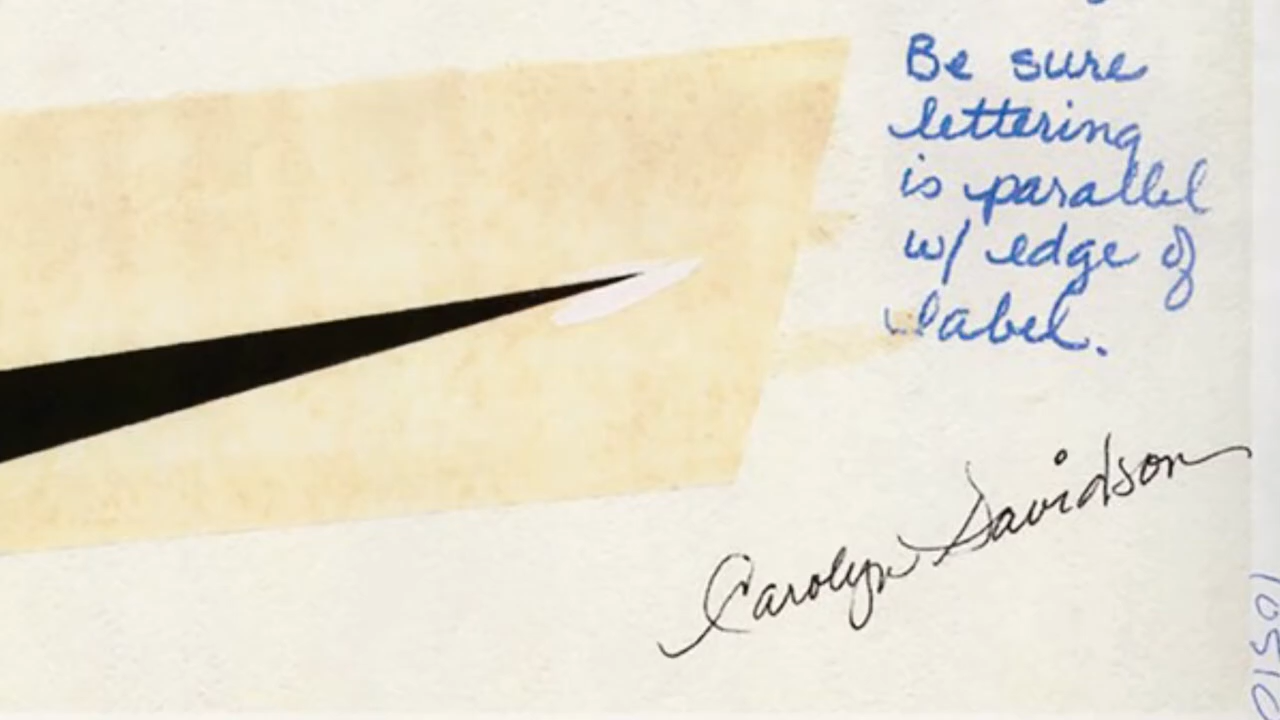 Be sure
lettering
is parallel
w/ edge of
label.
Carolyn Davidson